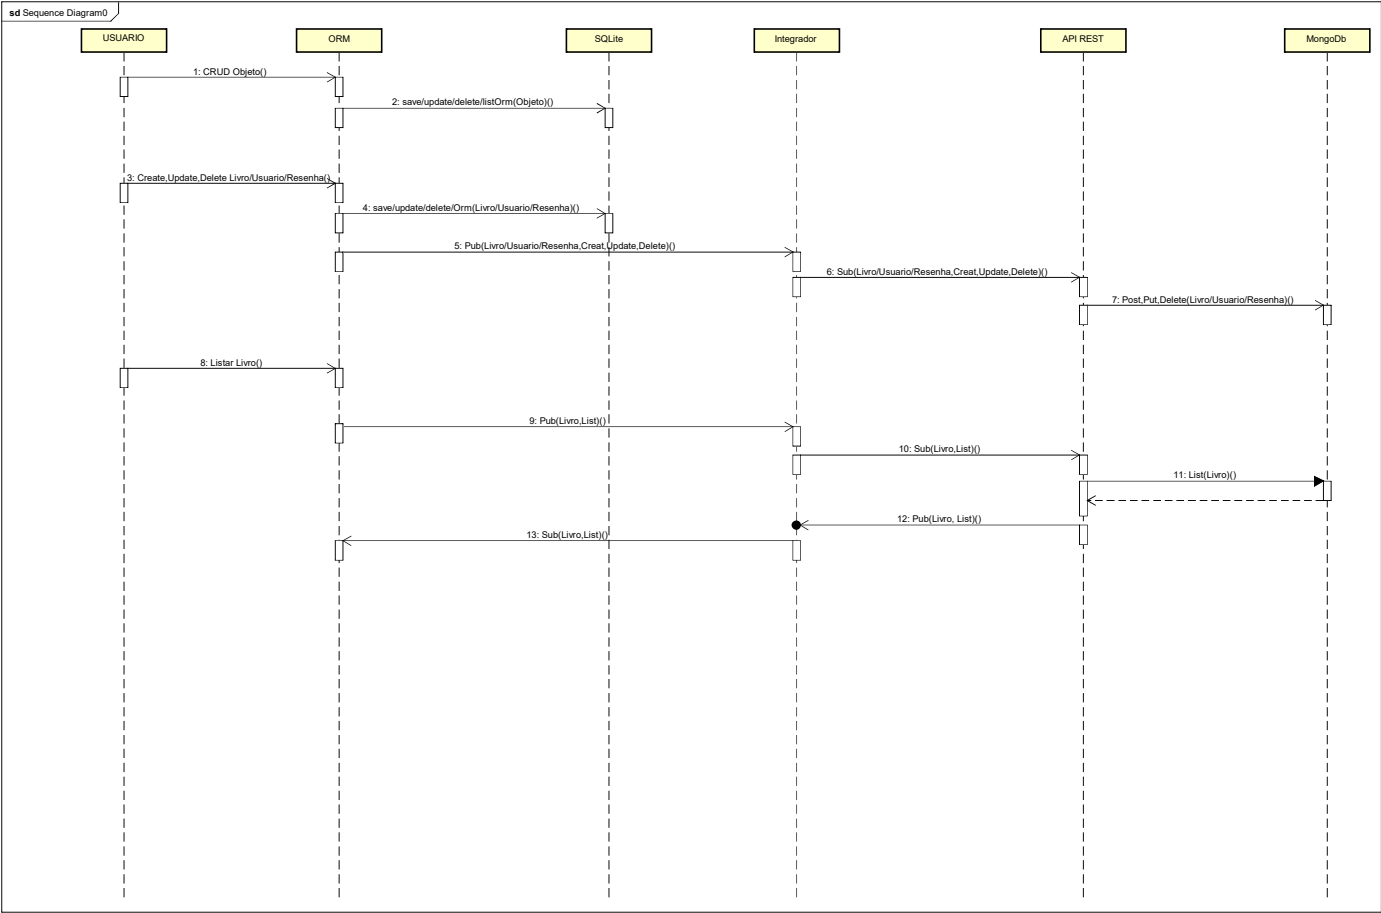 sd Sequence Diagram0
USUARIO
ORM
SQLite
Integrador
API REST
MongoDb
1: CRUD Objeto()
2: save/update/delete/listOrm(Objeto)()
3: Create,Update,Delete Livro/Usuario/Resenha()
4: save/update/delete/Orm(Livro/Usuario/Resenha)()
5: Pub(Livro/Usuario/Resenha,Creat,Update,Delete)()
6: Sub(Livro/Usuario/Resenha,Creat,Update,Delete)()
7: Post,Put,Delete(Livro/Usuario/Resenha)()
8: Listar Livro()
9: Pub(Livro,List)()
10: Sub(Livro,List)()
11: List(Livro)()
12: Pub(Livro, List)()
13: Sub(Livro,List)()